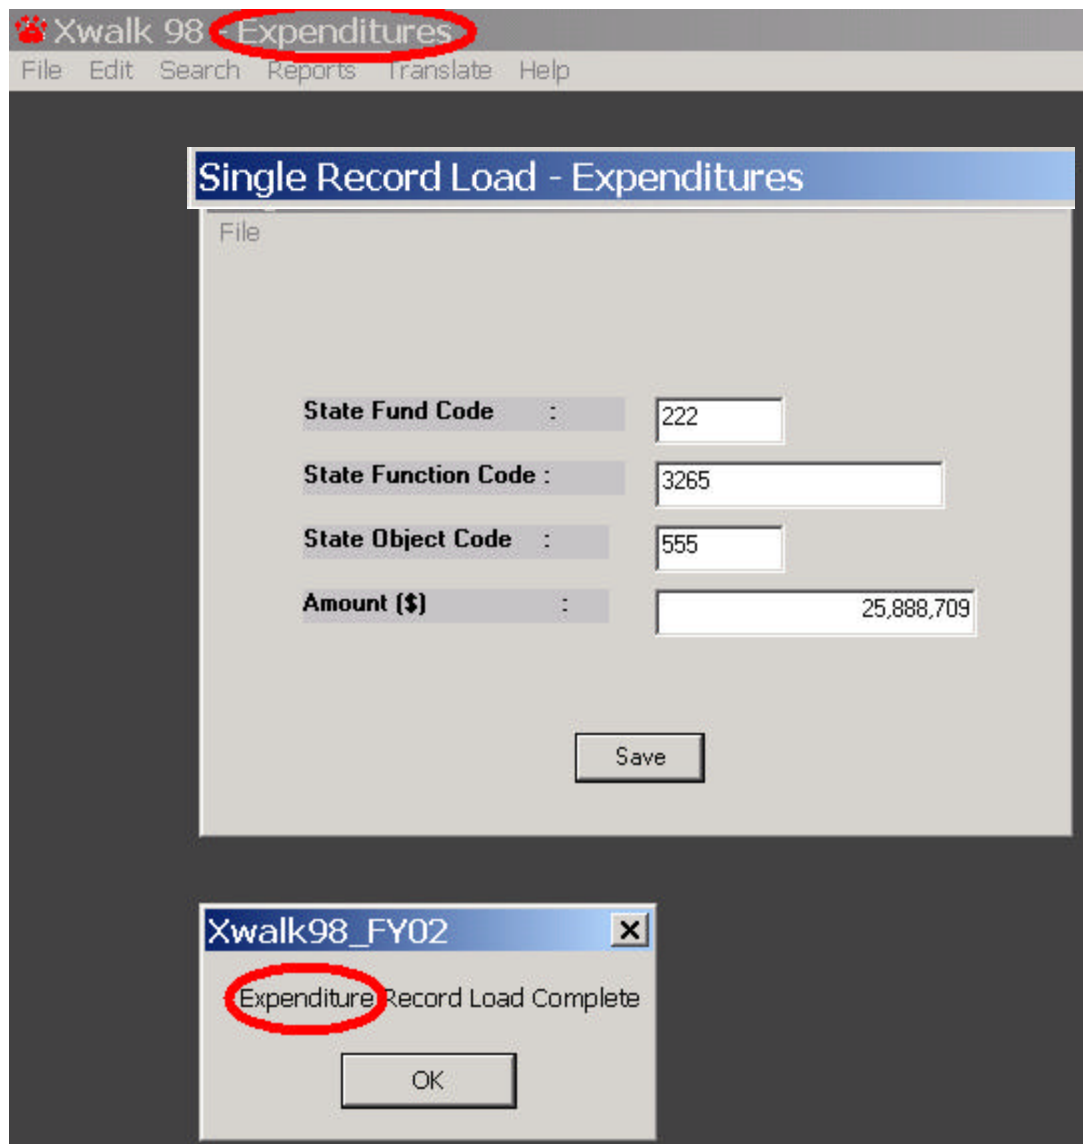 Xwalk 98 - Expenditures
File Edit Search Reports Translate Help
Single Record Load - Expenditures
File
State Fund Code : 222
State Function Code : 3265
State Object Code : 555
Amount ($) : 25,888,709
Save
Xwalk98_FY02
Expenditure Record Load Complete
OK